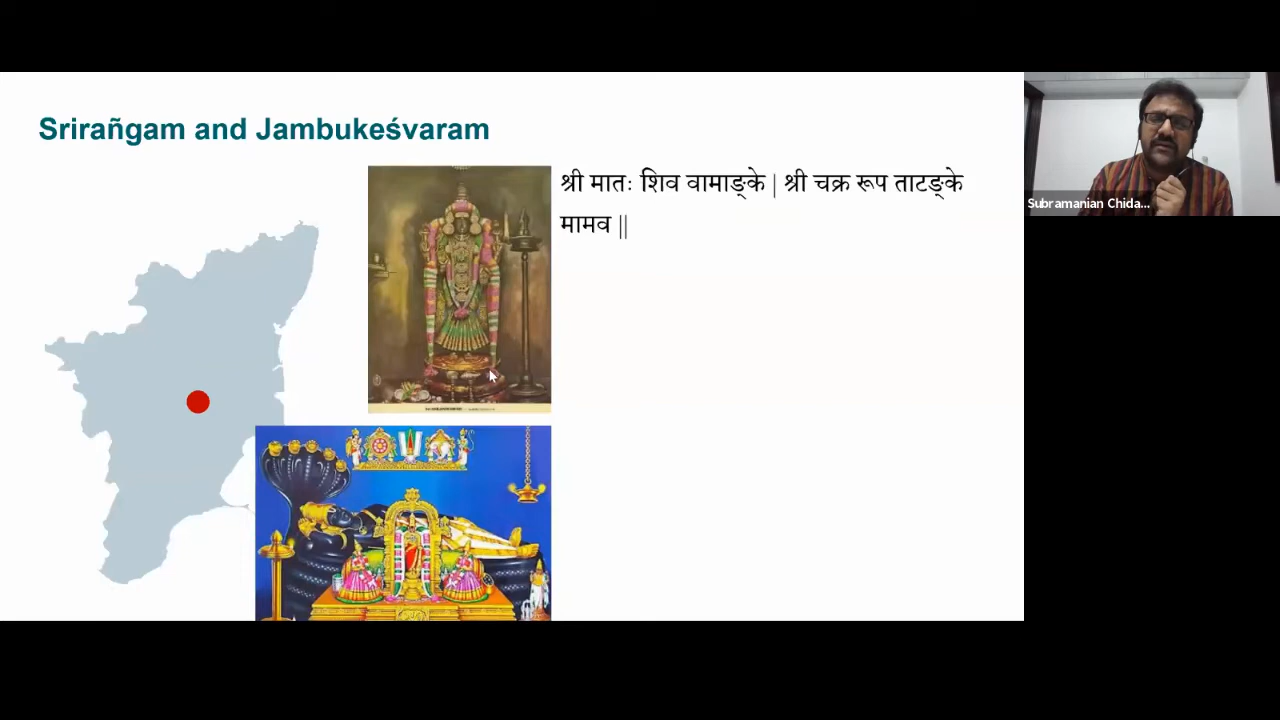 Srirañgam and Jambukeśvaram
श्री मातः शिव वामाङ्के | श्री चक्र रूप ताटङ्के
मामव ||
Subramanian Chida...